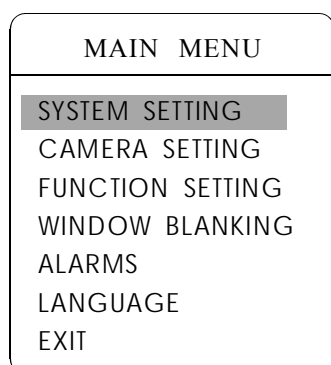 MAIN MENU
SYSTEM SETTING
CAMERA SETTING
FUNCTION SETTING
WINDOW BLANKING
ALARMS
LANGUAGE
EXIT